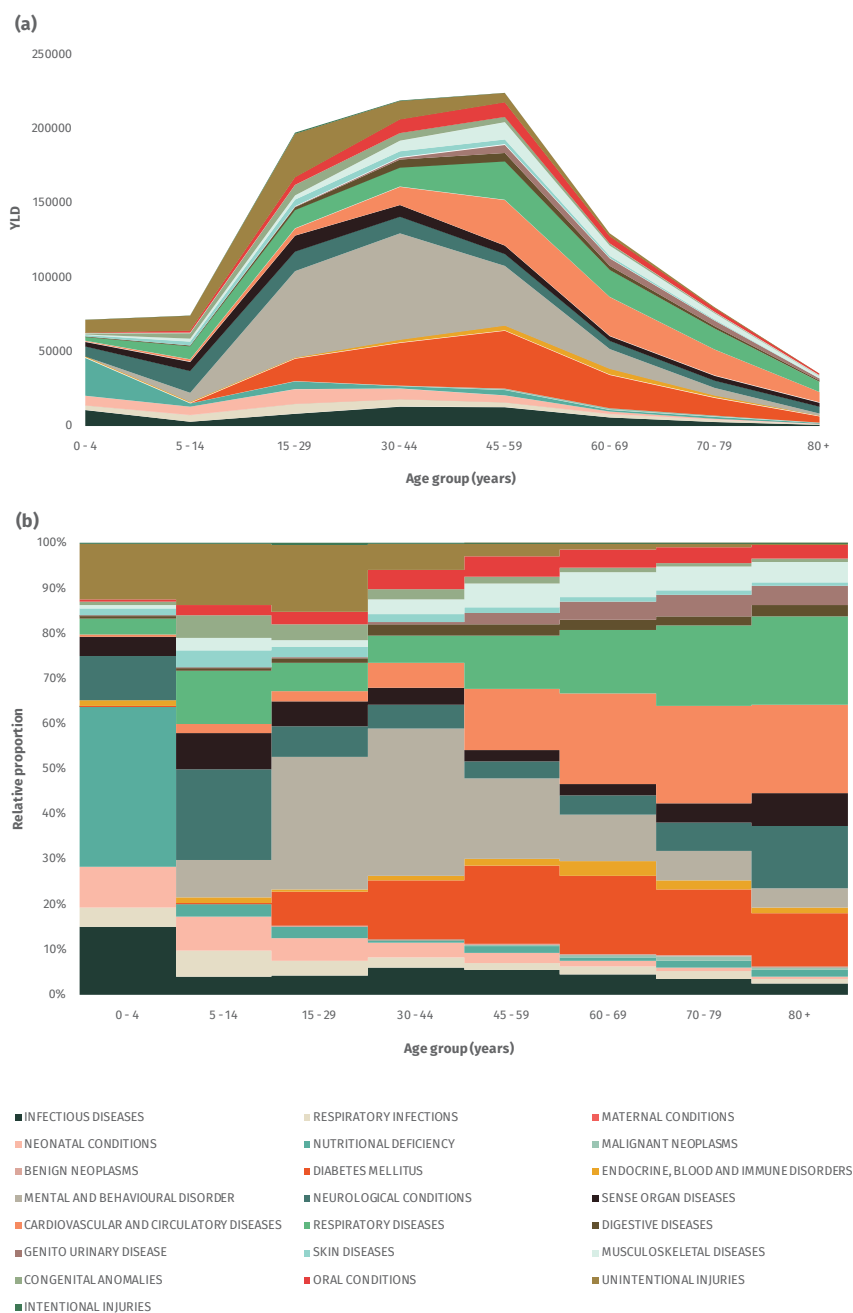 (a)
250000
200000
150000
100000
50000
0
YLD
0 - 4 5 - 14 15 - 29 30 - 44 45 - 59 60 - 69 70 - 79 80 +
Age group (years)
(b)
100%
90%
80%
70%
60%
50%
40%
30%
20%
10%
0%
Relative proportion
0 - 4 5 - 14 15 - 29 30 - 44 45 - 59 60 - 69 70 - 79 80 +
Age group (years)
INFECTIOUS DISEASES RESPIRATORY INFECTIONS MATERNAL CONDITIONS
NEONATAL CONDITIONS NUTRITIONAL DEFICIENCY MALIGNANT NEOPLASMS
BENIGN NEOPLASMS DIABETES MELLITUS ENDOCRINE, BLOOD AND IMMUNE DISORDERS
MENTAL AND BEHAVIOURAL DISORDER NEUROLOGICAL CONDITIONS SENSE ORGAN DISEASES
CARDIOVASCULAR AND CIRCULATORY DISEASES RESPIRATORY DISEASES DIGESTIVE DISEASES
GENITO URINARY DISEASE SKIN DISEASES MUSCULOSKELETAL DISEASES
CONGENITAL ANOMALIES ORAL CONDITIONS UNINTENTIONAL INJURIES
INTENTIONAL INJURIES